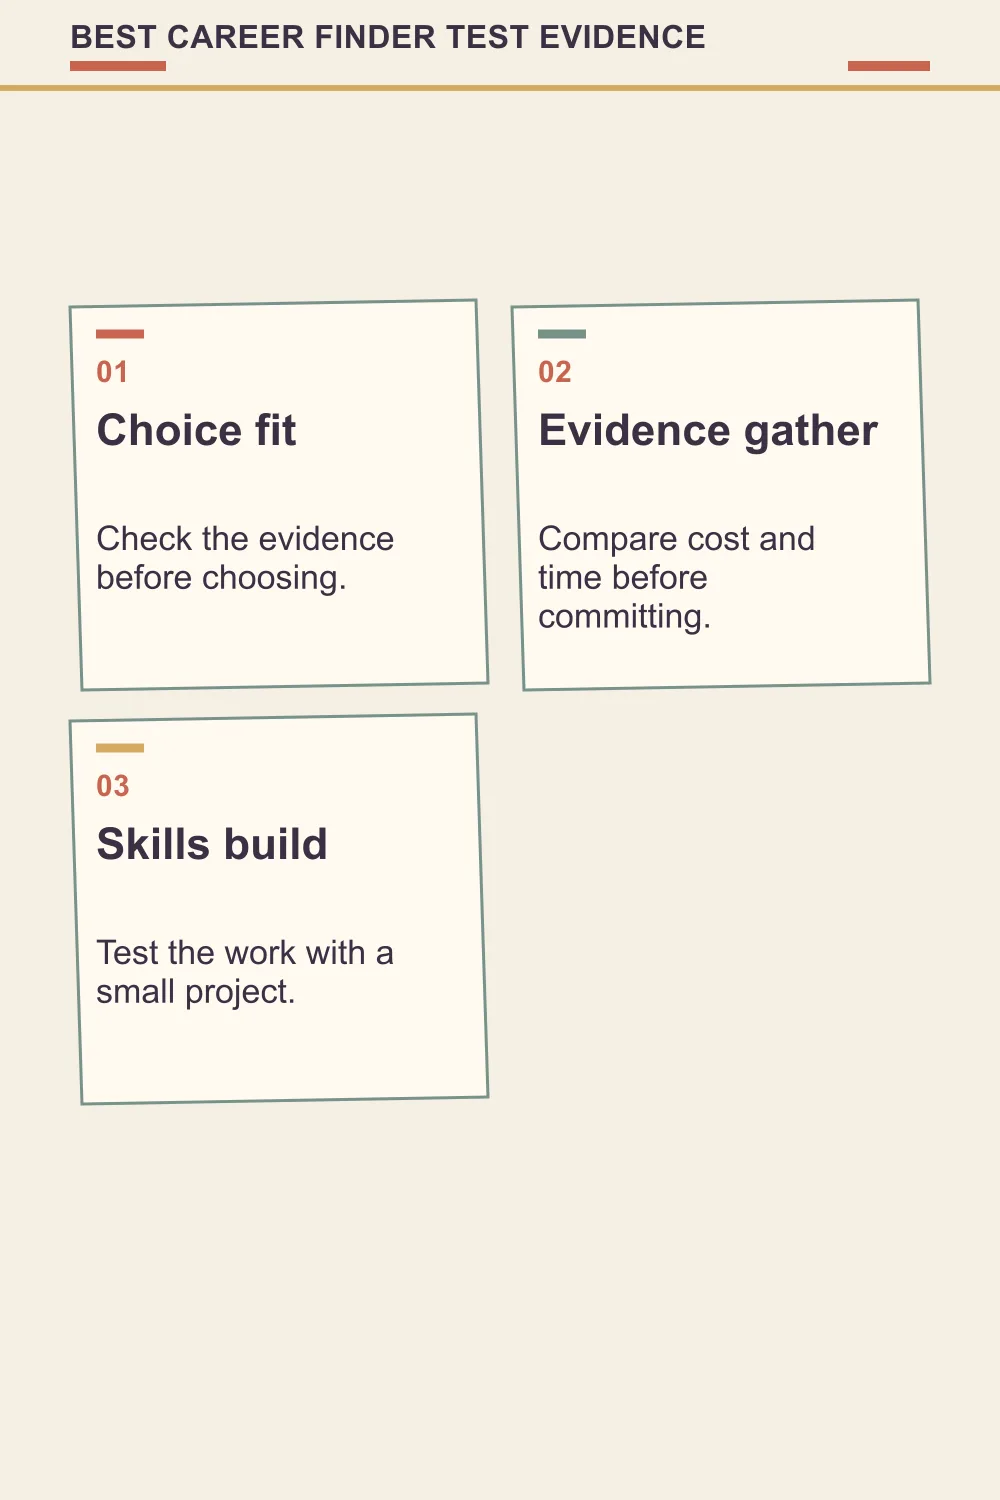 BEST CAREER FINDER TEST EVIDENCE
01
Choice fit
Check the evidence
before choosing.
02
Evidence gather
Compare cost and
time before
committing.
03
Skills build
Test the work with a
small project.